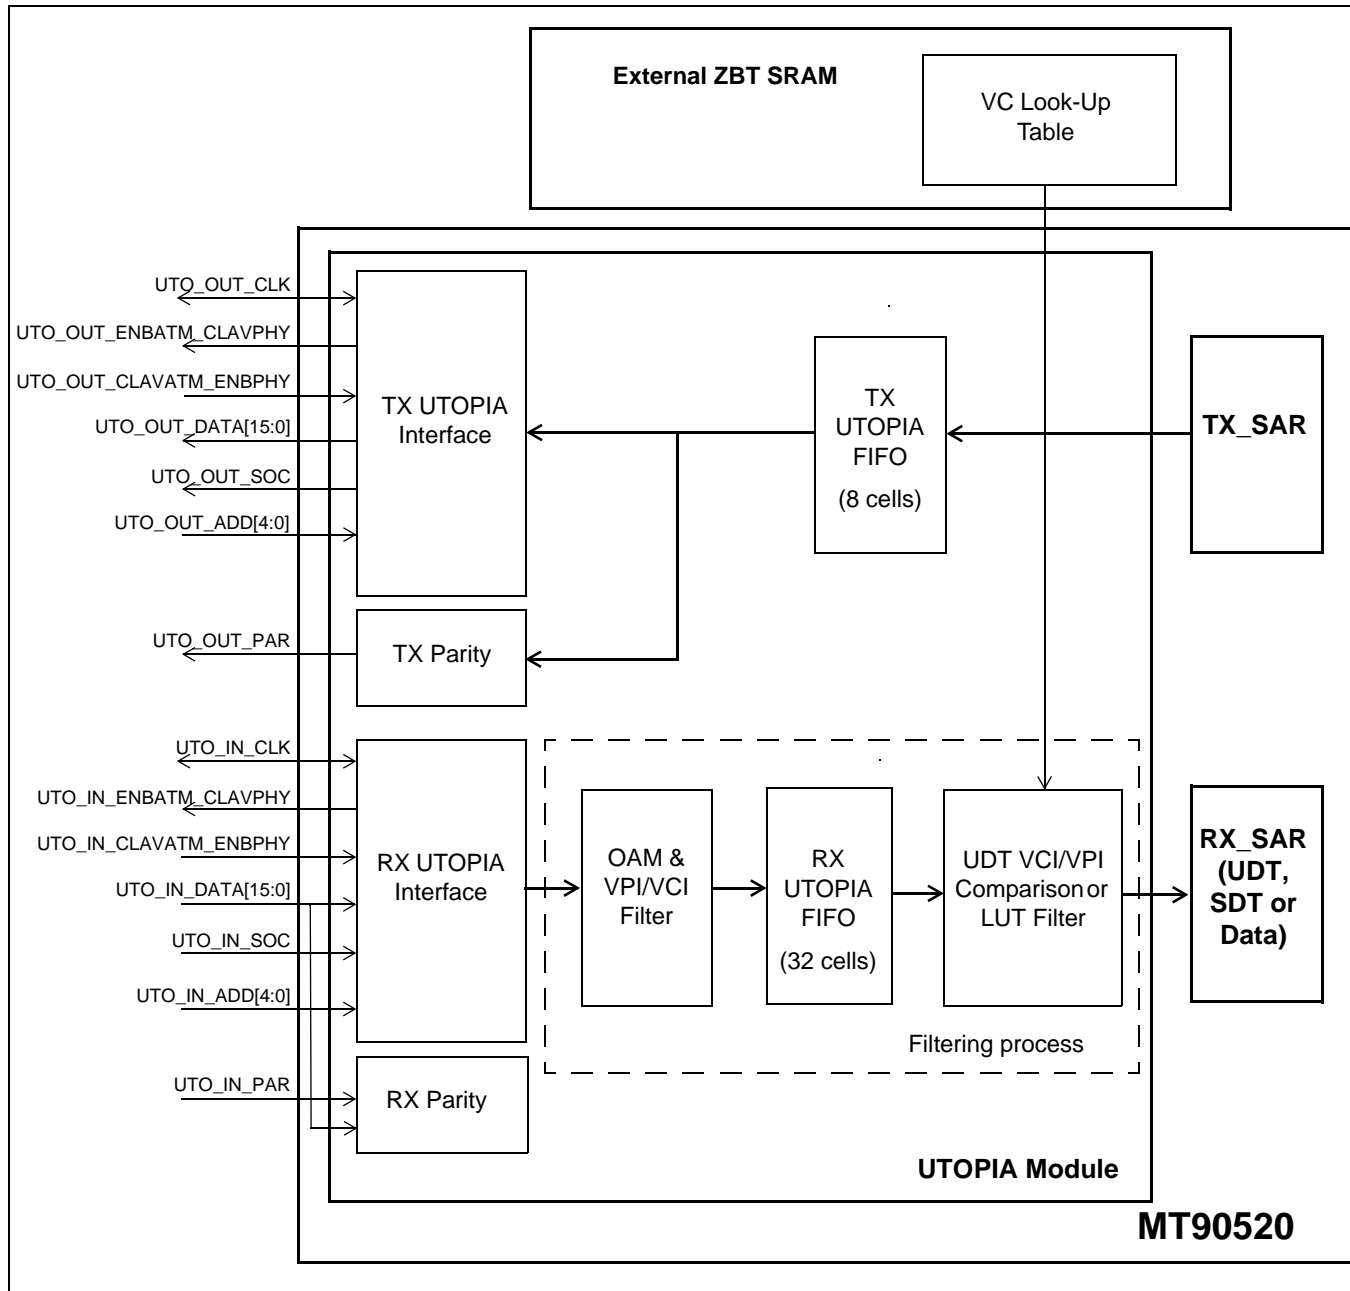 External ZBT SRAM
VC Look-Up
Table
UTO_OUT_CLK
UTO_OUT_ENBATM_CLAVPHY
UTO_OUT_CLAVATM_ENBPHY
UTO_OUT_DATA[15:0]
UTO_OUT_SOC
UTO_OUT_ADD[4:0]
TX UTOPIA
Interface
TX
UTOPIA
FIFO
(8 cells)
TX_SAR
UTO_OUT_PAR
TX Parity
UTO_IN_CLK
UTO_IN_ENBATM_CLAVPHY
UTO_IN_CLAVATM_ENBPHY
UTO_IN_DATA[15:0]
UTO_IN_SOC
UTO_IN_ADD[4:0]
RX UTOPIA
Interface
OAM &
VPI/VCI
Filter
RX
UTOPIA
FIFO
(32 cells)
UDT VCI/VPI
Comparison or
LUT Filter
RX_SAR
(UDT,
SDT or
Data)
Filtering process
UTO_IN_PAR
RX Parity
UTOPIA Module
MT90520